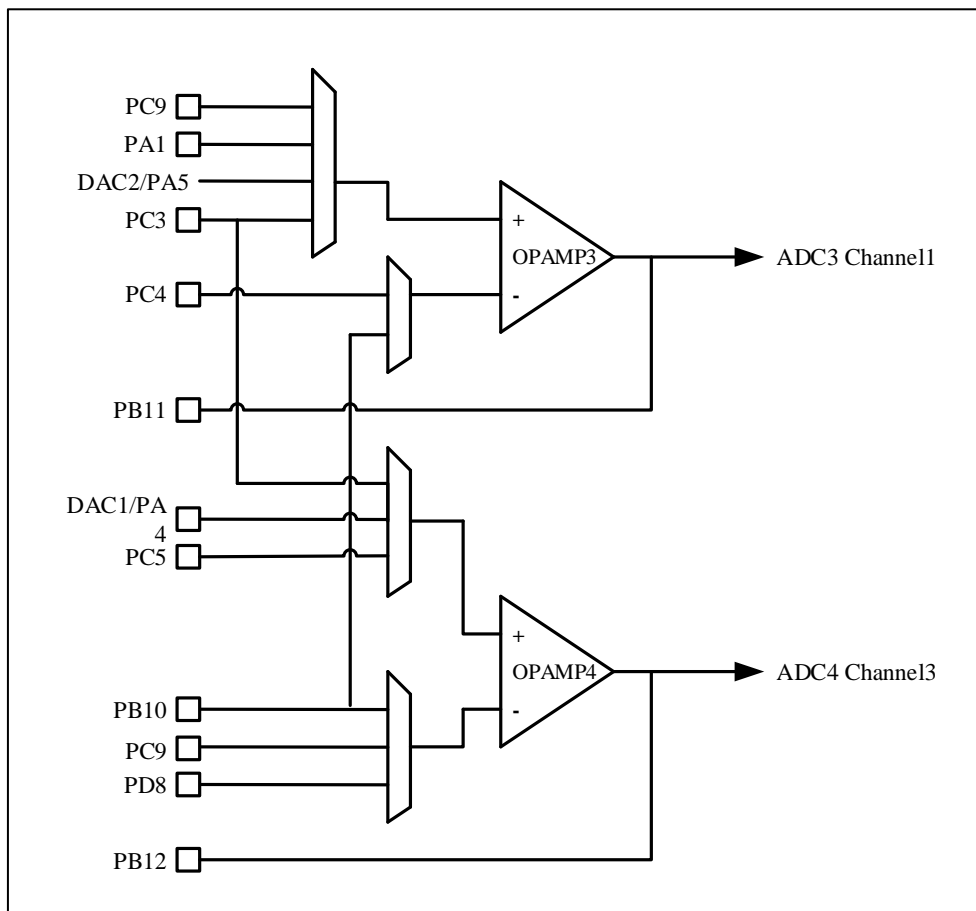 PC9
PA1
DAC2/PA5
PC3
+
OPAMP3
ADC3 Channel1
PC4
-
PB11
DAC1/PA
4
PC5
+
OPAMP4
ADC4 Channel3
PB10
-
PC9
PD8
PB12